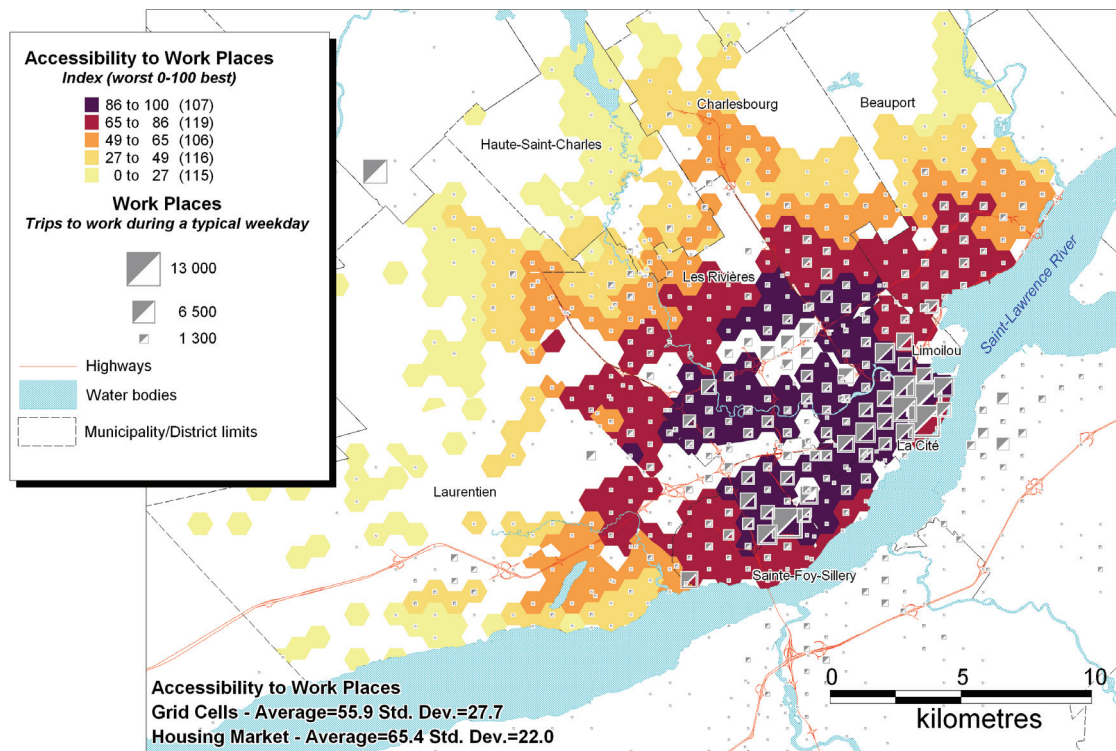 Accessibility to Work Places
Index (worst 0-100 best)
86 to 100 (107)
65 to 86 (119)
49 to 65 (106)
27 to 49 (116)
0 to 27 (115)
Work Places
Trips to work during a typical weekday
13 000
6 500
1 300
Highways
Water bodies
Municipality/District limits
Charlesbourg
Beauport
Haute-Saint-Charles
Les Rivières
Saint-Lawrence River
Limoilou
La Cité
Laurentien
Sainte-Foy-Sillery
Accessibility to Work Places
Grid Cells - Average=55.9 Std. Dev.=27.7
Housing Market - Average=65.4 Std. Dev.=22.0
0 5 10
kilometres